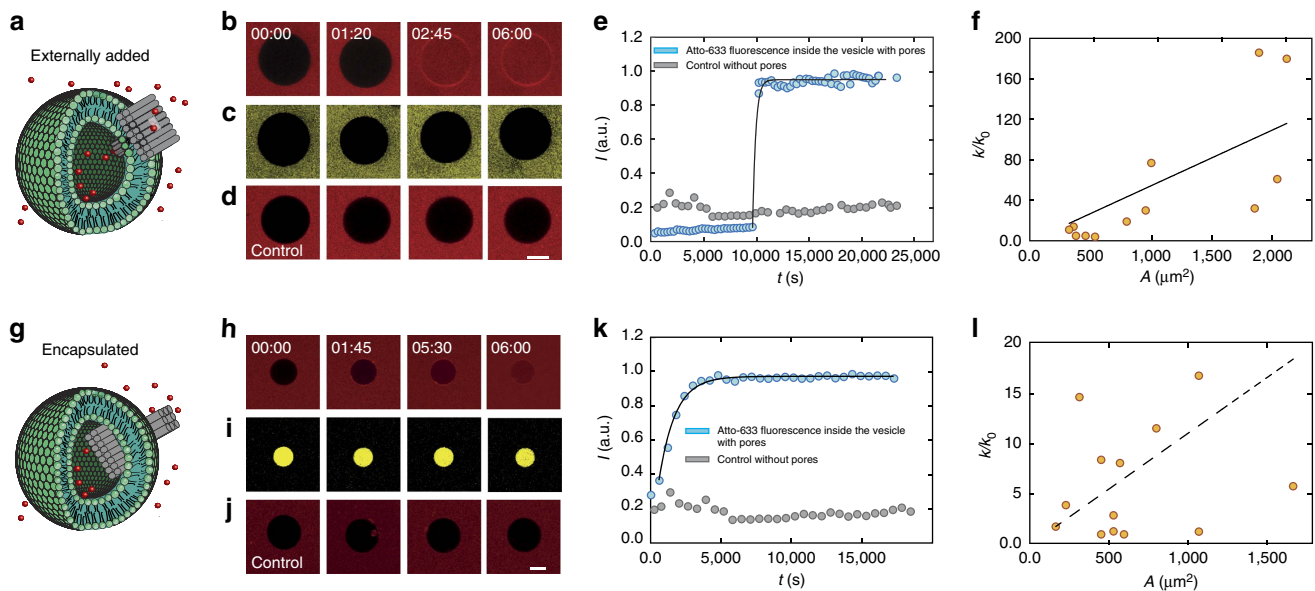 a
Externally added
b
00:00
01:20
02:45
06:00
c
d
Control
e
1.2
1.0
0.8
0.6
0.4
0.2
0.0
I (a.u.)
Atto-633 fluorescence inside the vesicle with pores
Control without pores
0.0
5,000
10,000
15,000
20,000
25,000
t (s)
f
200
160
120
80
40
0.0
k/k₀
0.0
500
1,000
1,500
2,000
A (μm²)
g
Encapsulated
h
00:00
01:45
05:30
06:00
i
j
Control
k
1.2
1.0
0.8
0.6
0.4
0.2
0.0
I (a.u.)
Atto-633 fluorescence inside the vesicle
with pores
Control without pores
0.0
5,000
10,000
15,000
t (s)
l
20
15
10
5
0.0
k/k₀
0.0
500
1,000
1,500
A (μm²)